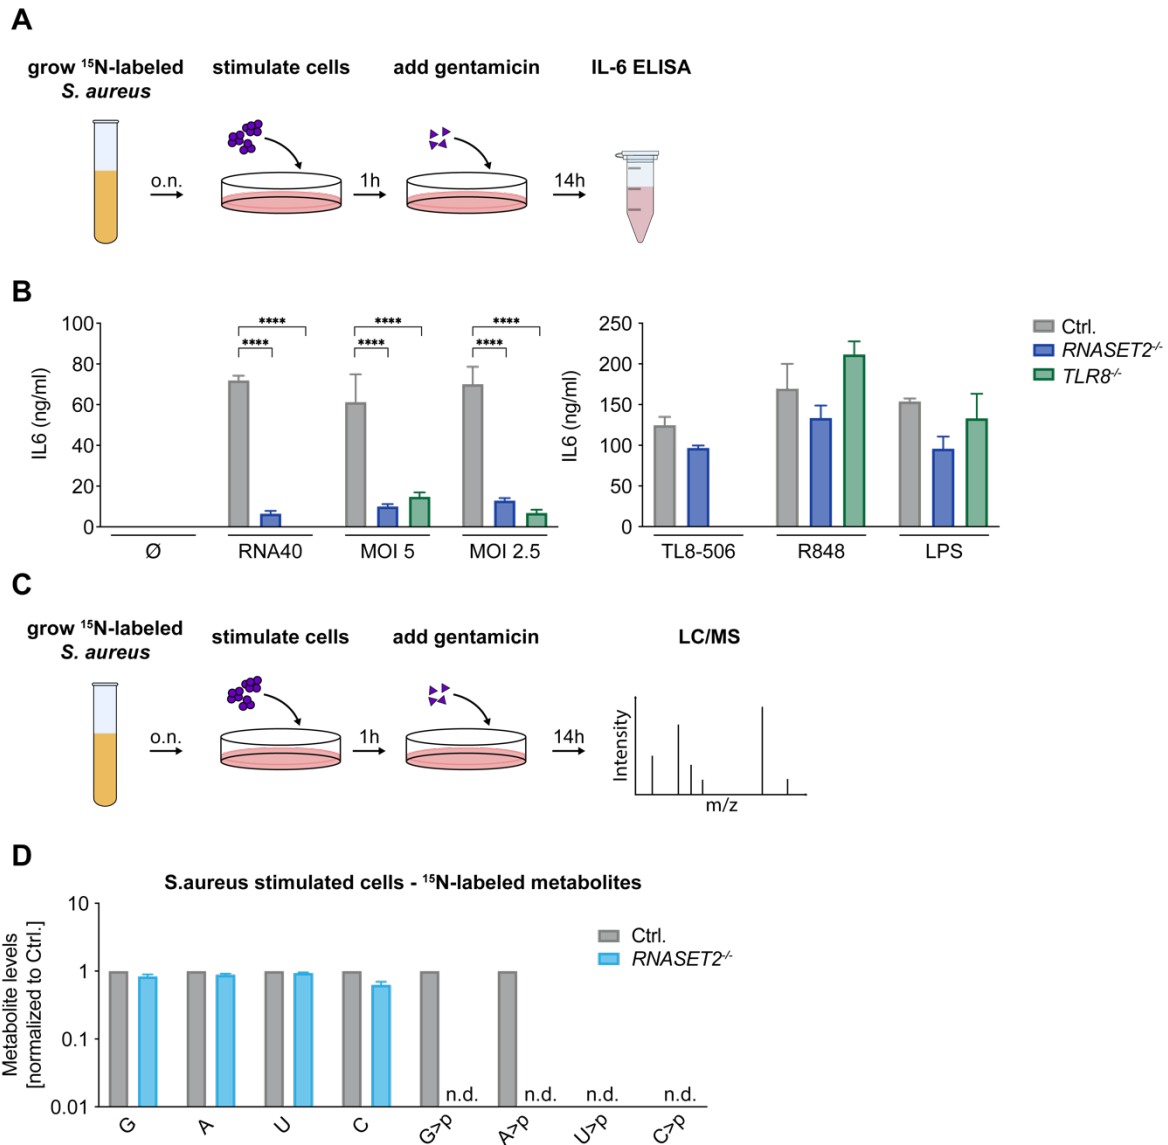 A
grow ¹⁵N-labeled
S. aureus
stimulate cells
add gentamicin
IL-6 ELISA
o.n.
1h
14h
B
IL6 (ng/ml)
100
80
60
40
20
0
****
****
****
****
****
****
Ø
RNA40
MOI 5
MOI 2.5
IL6 (ng/ml)
250
200
150
100
50
0
TL8-506
R848
LPS
Ctrl.
RNASET2-/-
TLR8-/-
C
grow ¹⁵N-labeled
S. aureus
stimulate cells
add gentamicin
LC/MS
o.n.
1h
14h
Intensity
m/z
D
S.aureus stimulated cells - ¹⁵N-labeled metabolites
Metabolite levels
[normalized to Ctrl.]
10
1
0.1
0.01
Ctrl.
RNASET2-/-
n.d.
n.d.
n.d.
n.d.
G
A
U
C
G>p
A>p
U>p
C>p